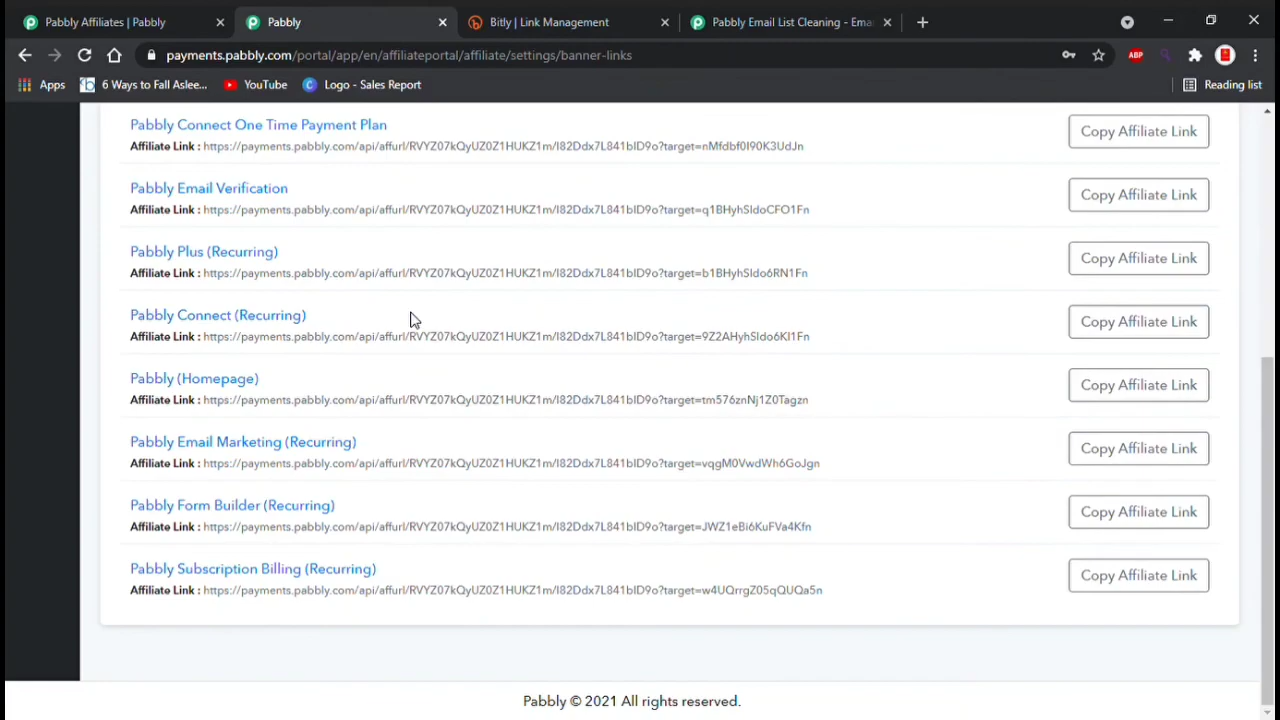 Pabbly Affiliates | Pabbly
Pabbly
Bitly | Link Management
Pabbly Email List Cleaning - Ema
payments.pabbly.com/portal/app/en/affiliateportal/affiliate/settings/banner-links
ABP
Apps
6 Ways to Fall Aslee...
YouTube
Logo - Sales Report
Reading list
Pabbly Connect One Time Payment Plan
Affiliate Link : https://payments.pabbly.com/api/affurl/RVYZ07kQyUZ0Z1HUKZ1m/I82Ddx7L841bID9o?target=nMfdbf0I90K3UdJn
Copy Affiliate Link
Pabbly Email Verification
Affiliate Link : https://payments.pabbly.com/api/affurl/RVYZ07kQyUZ0Z1HUKZ1m/I82Ddx7L841bID9o?target=q1BHyhSIdoCFO1Fn
Copy Affiliate Link
Pabbly Plus (Recurring)
Affiliate Link : https://payments.pabbly.com/api/affurl/RVYZ07kQyUZ0Z1HUKZ1m/I82Ddx7L841bID9o?target=b1BHyhSIdo6RN1Fn
Copy Affiliate Link
Pabbly Connect (Recurring)
Affiliate Link : https://payments.pabbly.com/api/affurl/RVYZ07kQyUZ0Z1HUKZ1m/I82Ddx7L841bID9o?target=9Z2AHyhSIdo6KI1Fn
Copy Affiliate Link
Pabbly (Homepage)
Affiliate Link : https://payments.pabbly.com/api/affurl/RVYZ07kQyUZ0Z1HUKZ1m/I82Ddx7L841bID9o?target=tm576znNj1Z0Tagzn
Copy Affiliate Link
Pabbly Email Marketing (Recurring)
Affiliate Link : https://payments.pabbly.com/api/affurl/RVYZ07kQyUZ0Z1HUKZ1m/I82Ddx7L841bID9o?target=vqgM0VwdWh6GoJgn
Copy Affiliate Link
Pabbly Form Builder (Recurring)
Affiliate Link : https://payments.pabbly.com/api/affurl/RVYZ07kQyUZ0Z1HUKZ1m/I82Ddx7L841bID9o?target=JWZ1eBi6KuFVa4Kfn
Copy Affiliate Link
Pabbly Subscription Billing (Recurring)
Affiliate Link : https://payments.pabbly.com/api/affurl/RVYZ07kQyUZ0Z1HUKZ1m/I82Ddx7L841bID9o?target=w4UQrrgZ05qQUQa5n
Copy Affiliate Link
Pabbly © 2021 All rights reserved.